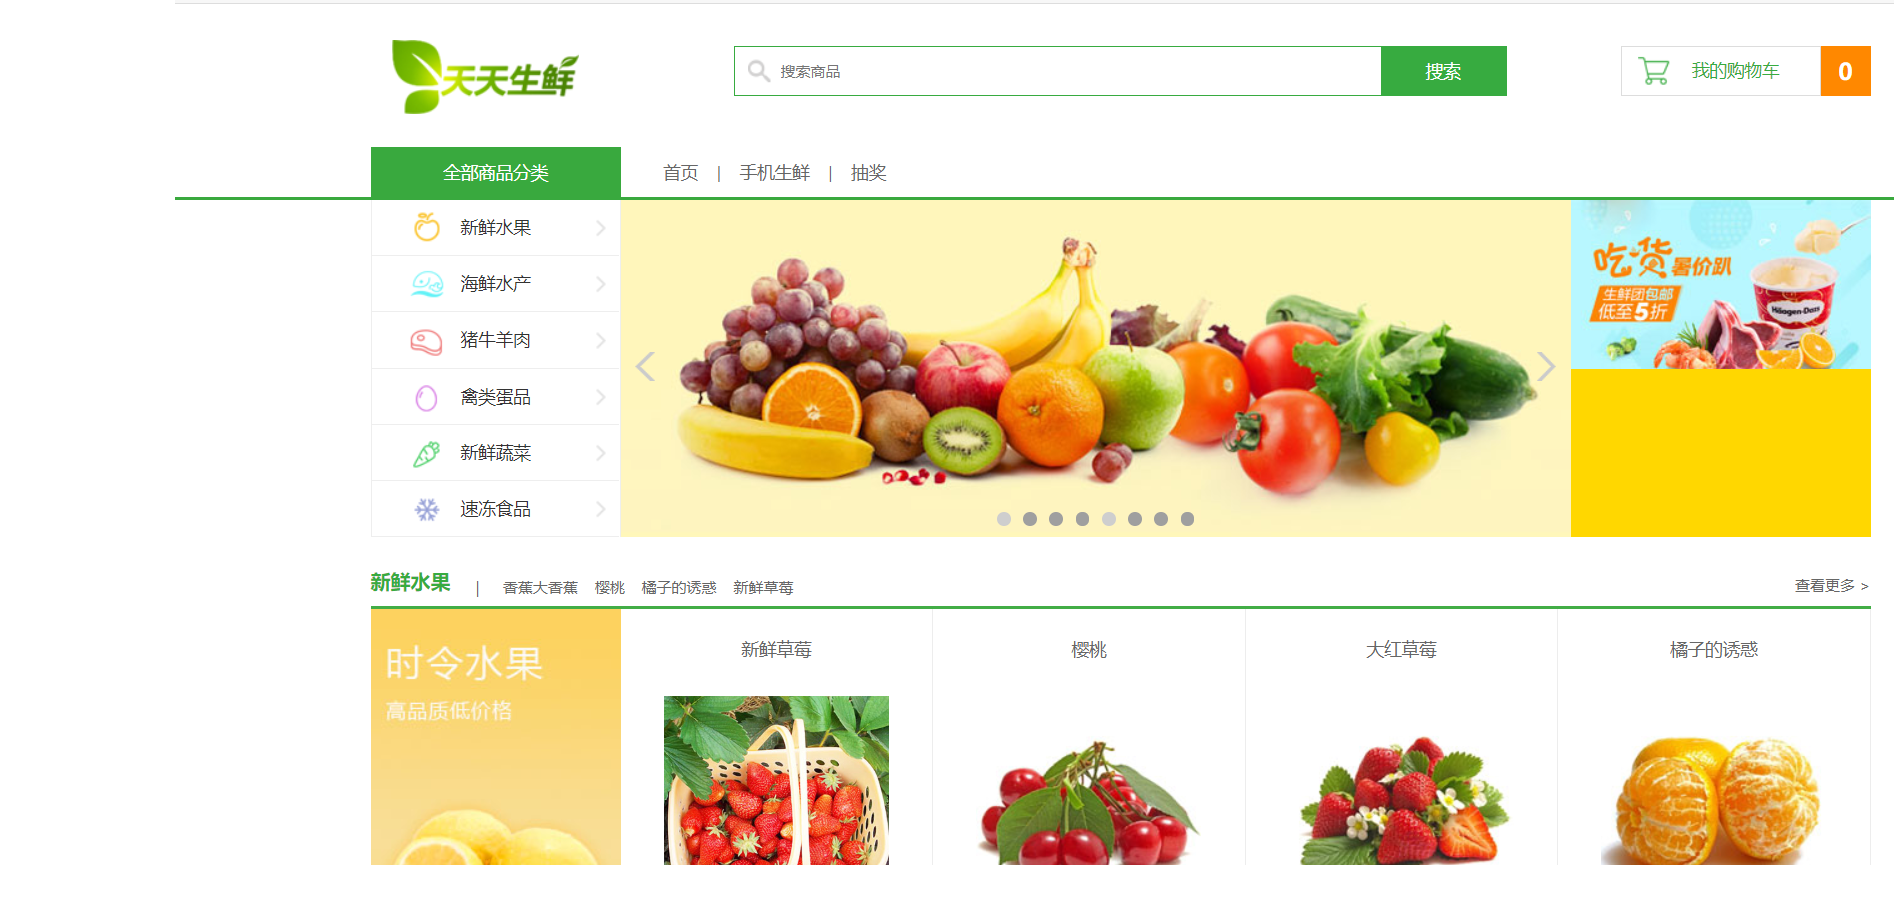 天天生鲜
搜索商品
搜索
我的购物车
0
全部商品分类
首页 | 手机生鲜 | 抽奖
新鲜水果
海鲜水产
猪牛羊肉
禽类蛋品
新鲜蔬菜
速冻食品
吃货暑价趴
生鲜团包邮
低至5折
Häagen-Dazs
新鲜水果 | 香蕉大香蕉 樱桃 橘子的诱惑 新鲜草莓
查看更多 >
时令水果
高品质低价格
新鲜草莓
樱桃
大红草莓
橘子的诱惑